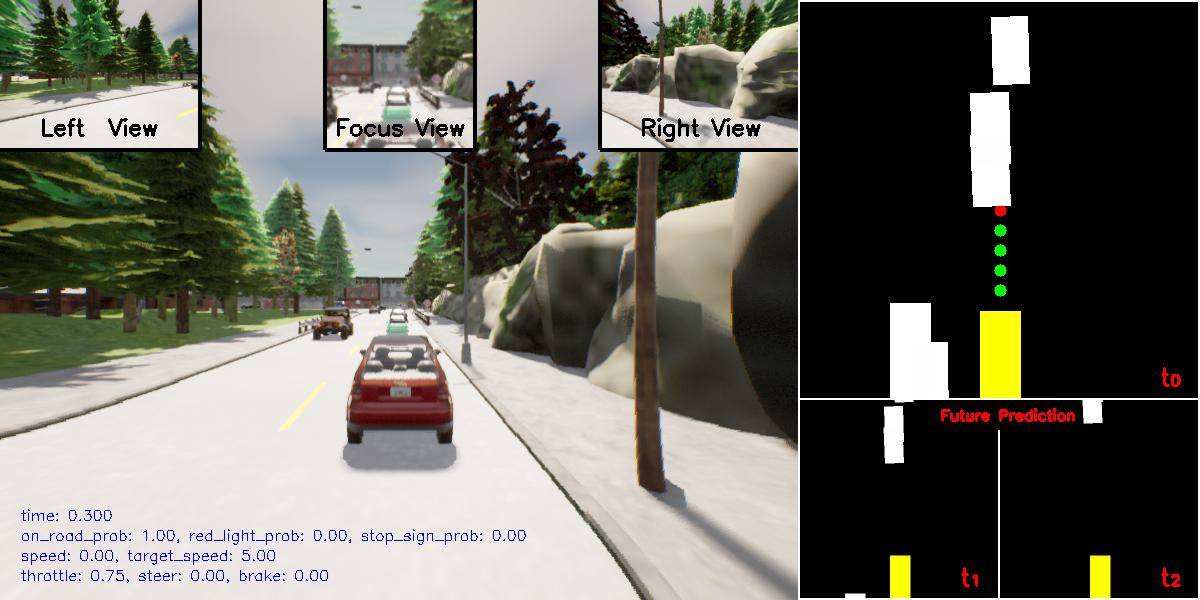 Left View
Focus View
Right View
t0
Future Prediction
t1
t2
time: 0.300
on_road_prob: 1.00, red_light_prob: 0.00, stop_sign_prob: 0.00
speed: 0.00, target_speed: 5.00
throttle: 0.75, steer: 0.00, brake: 0.00